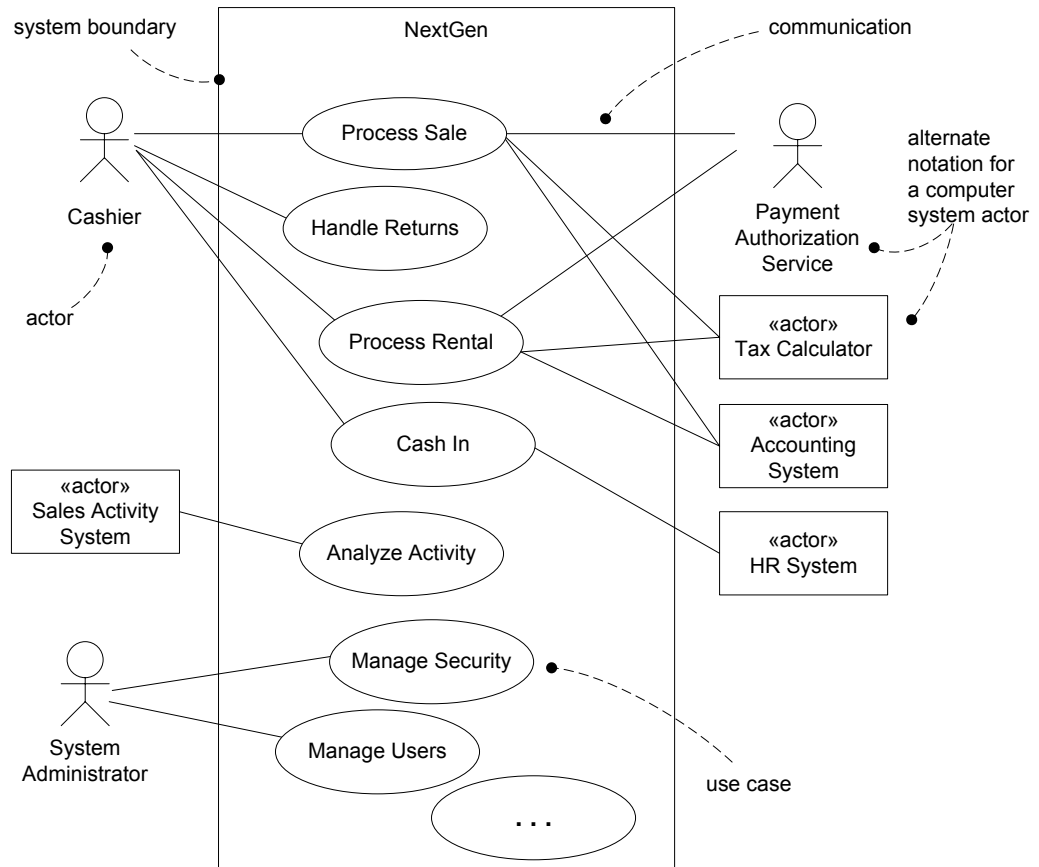 system boundary
NextGen
communication
Process Sale
alternate
notation for
a computer
system actor
Cashier
Handle Returns
Payment
Authorization
Service
actor
Process Rental
«actor»
Tax Calculator
Cash In
«actor»
Accounting
System
«actor»
Sales Activity
System
Analyze Activity
«actor»
HR System
Manage Security
System
Administrator
Manage Users
use case
. . .